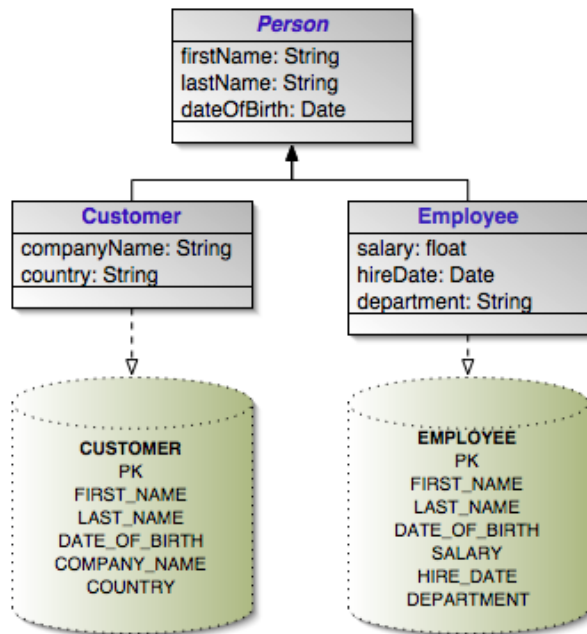 Person
firstName: String
lastName: String
dateOfBirth: Date
Customer
companyName: String
country: String
Employee
salary: float
hireDate: Date
department: String
CUSTOMER
PK
FIRST_NAME
LAST_NAME
DATE_OF_BIRTH
COMPANY_NAME
COUNTRY
EMPLOYEE
PK
FIRST_NAME
LAST_NAME
DATE_OF_BIRTH
SALARY
HIRE_DATE
DEPARTMENT